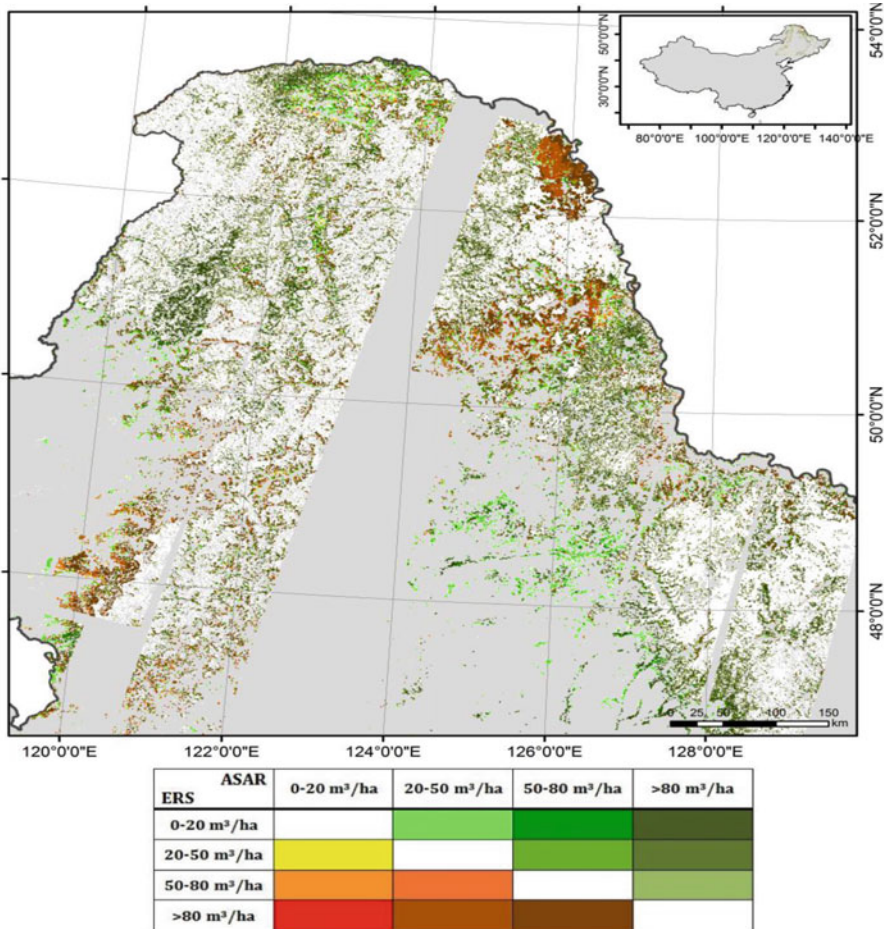 54°0'0"N
50°0'0"N
30°0'0"N
80°0'0"E 100°0'0"E 120°0'0"E 140°0'0"E
52°0'0"N
50°0'0"N
48°0'0"N
0 25 50 100 150
km
120°0'0"E 122°0'0"E 124°0'0"E 126°0'0"E 128°0'0"E
ASAR
ERS
0-20 m³/ha 20-50 m³/ha 50-80 m³/ha >80 m³/ha
0-20 m³/ha
20-50 m³/ha
50-80 m³/ha
>80 m³/ha